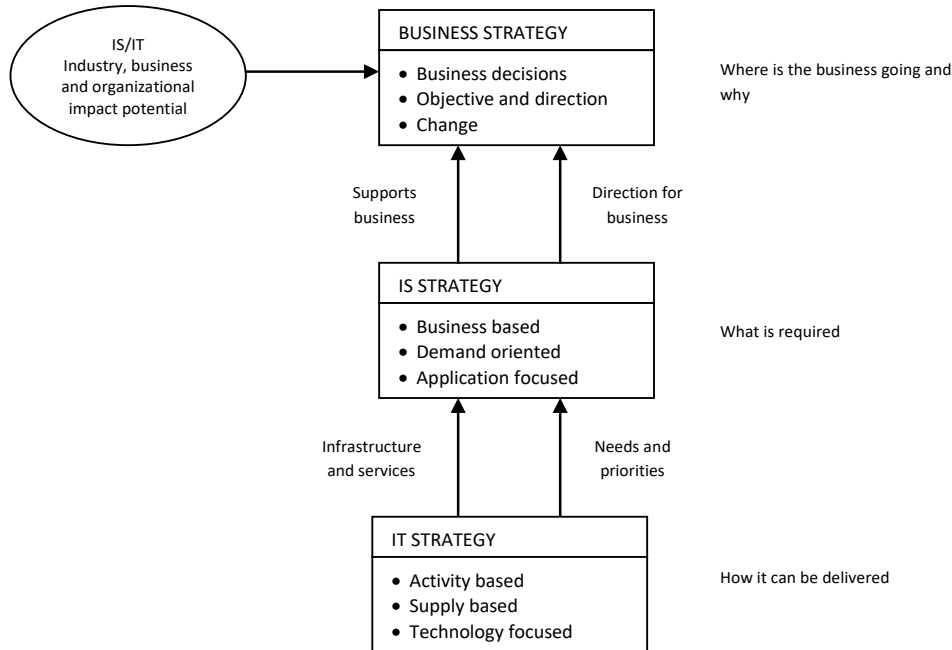 IS/IT
Industry, business
and organizational
impact potential
BUSINESS STRATEGY
• Business decisions
• Objective and direction
• Change
Where is the business going and
why
Supports
business
Direction for
business
IS STRATEGY
• Business based
• Demand oriented
• Application focused
What is required
Infrastructure
and services
Needs and
priorities
IT STRATEGY
• Activity based
• Supply based
• Technology focused
How it can be delivered